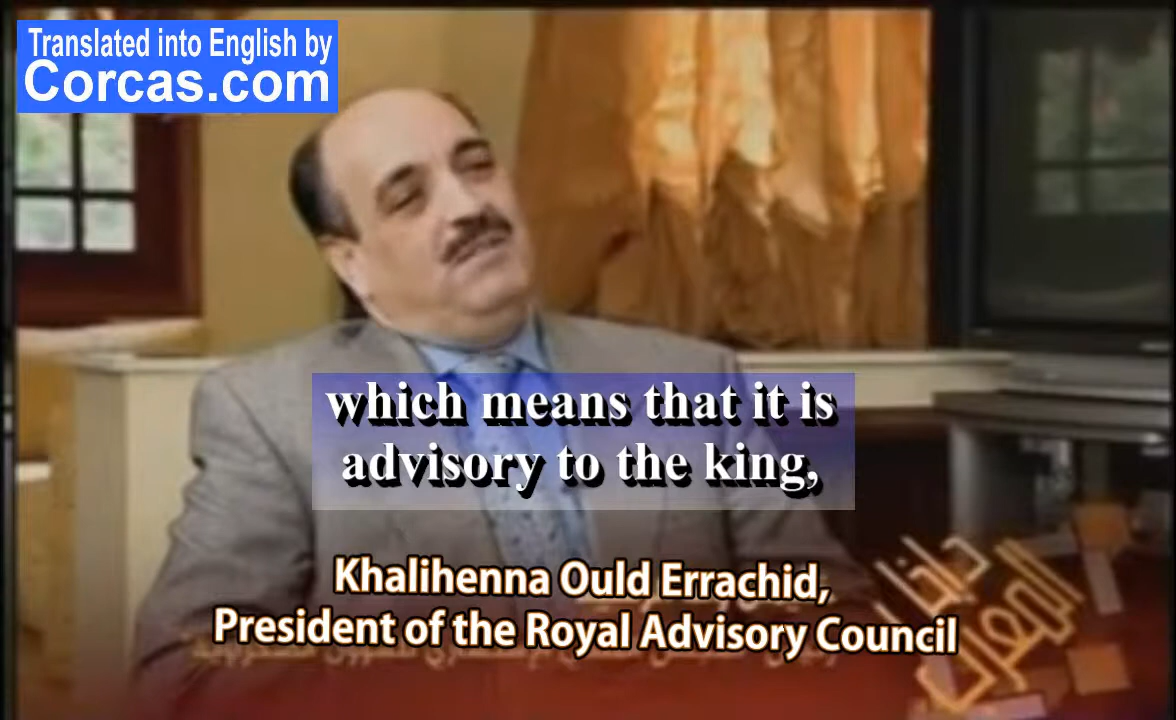 Translated into English by
Corcas.com
which means that it is
advisory to the king,
Khalihenna Ould Errachid,
President of the Royal Advisory Council